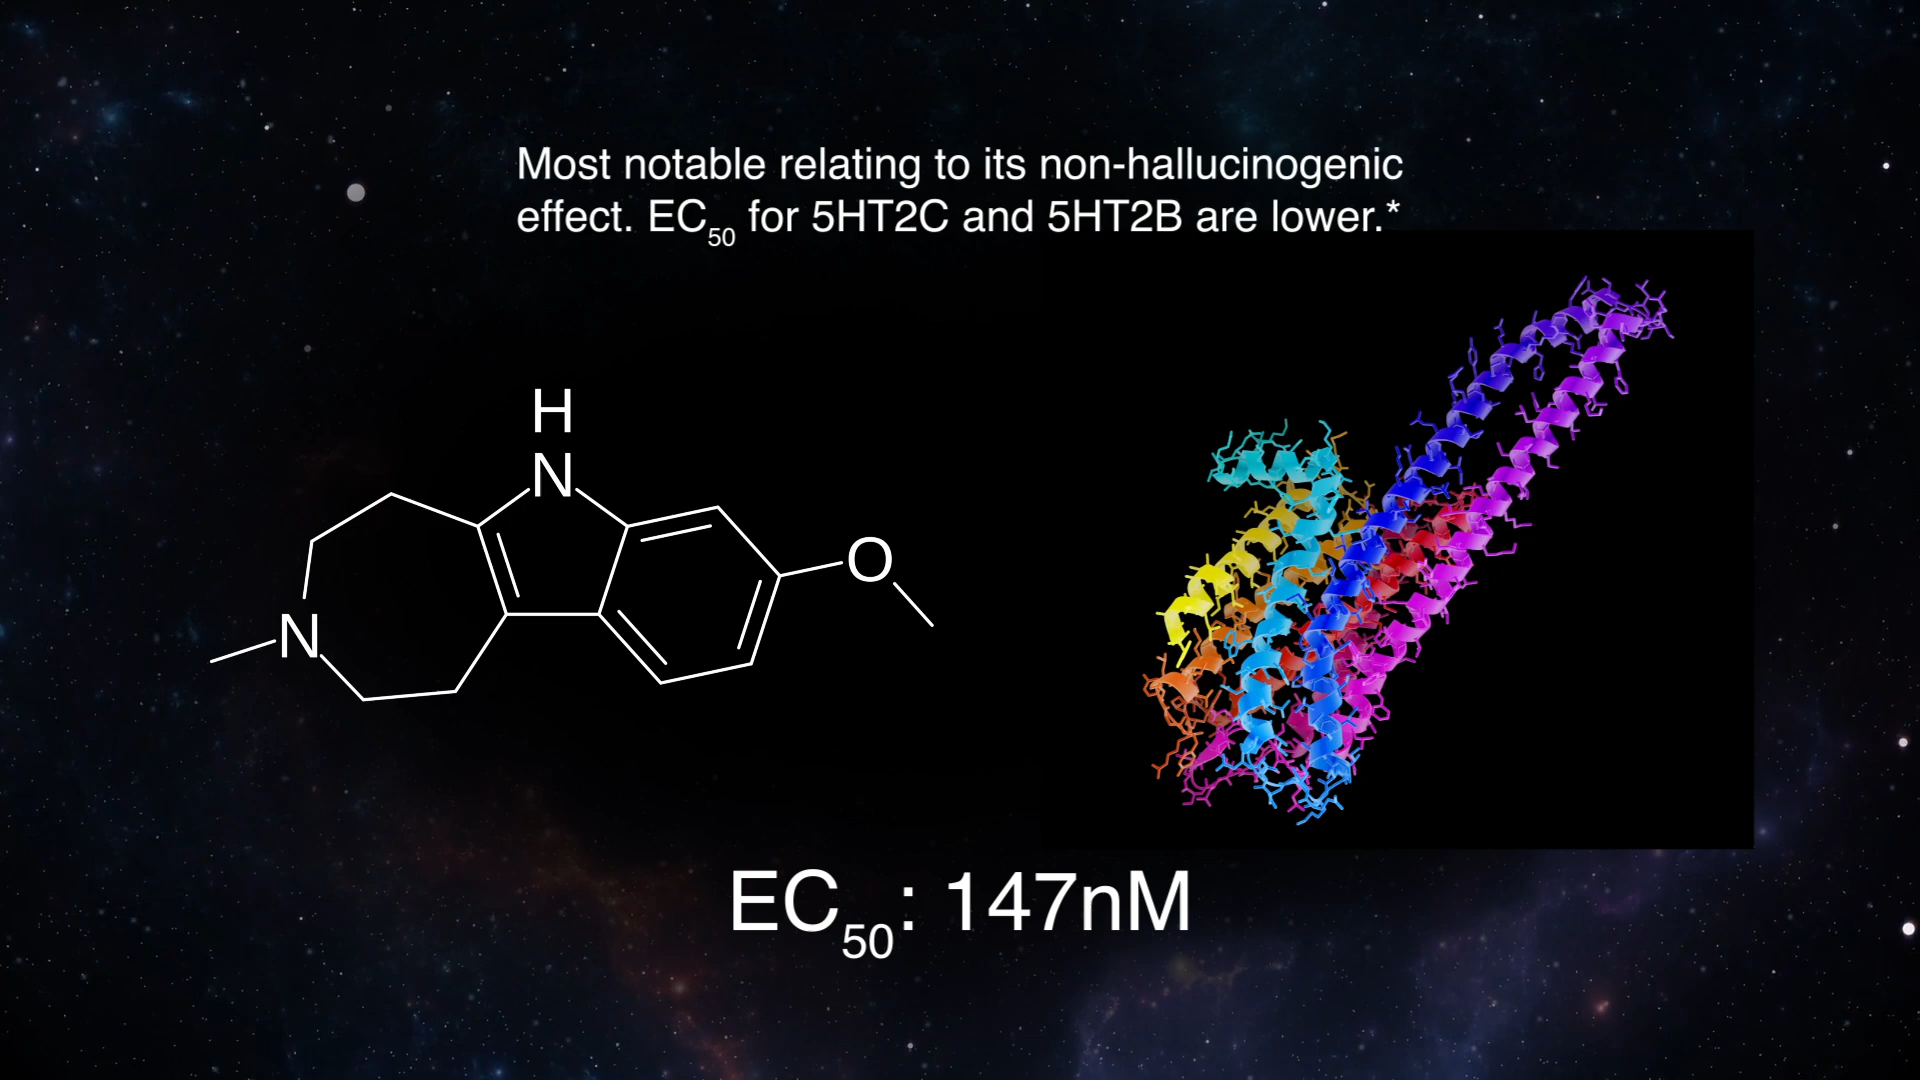 Most notable relating to its non-hallucinogenic
effect. EC50 for 5HT2C and 5HT2B are lower.*
H
N
O
N
EC50: 147nM